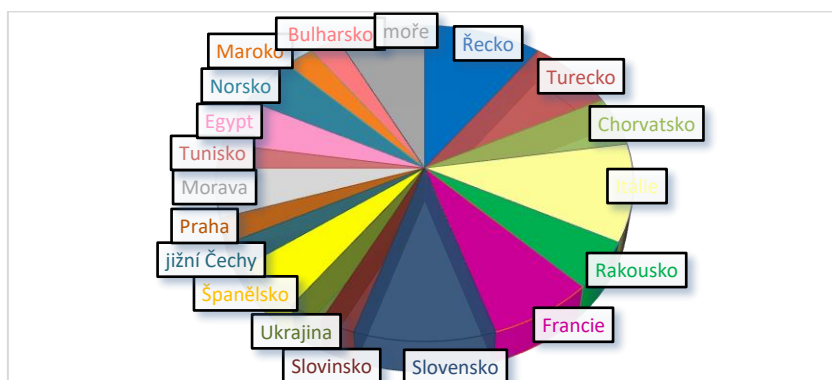 moře
Řecko
Turecko
Chorvatsko
Itálie
Rakousko
Francie
Slovensko
Slovinsko
Ukrajina
Španělsko
jižní Čechy
Praha
Morava
Tunisko
Egypt
Norsko
Maroko
Bulharsko